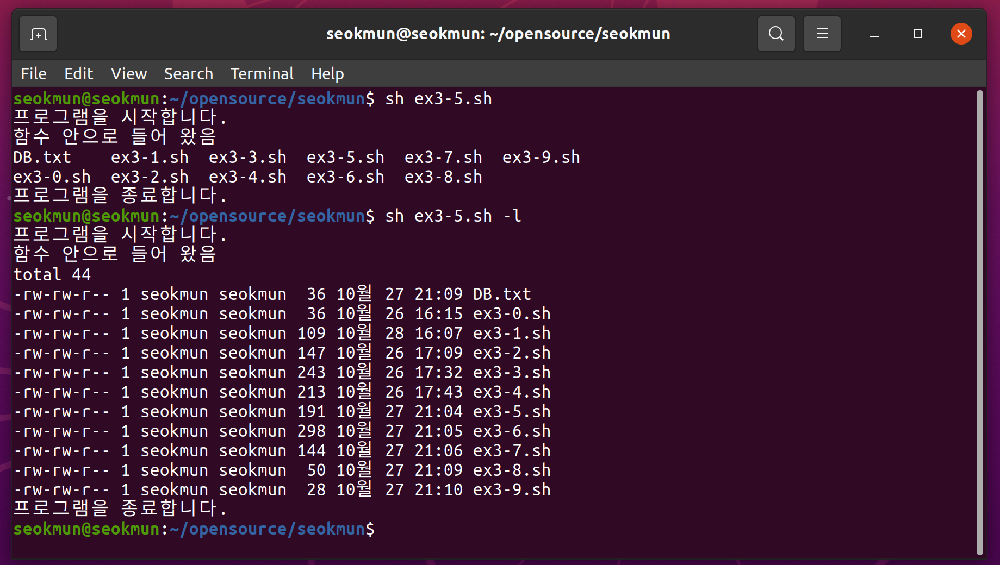 seokmun@seokmun: ~/opensource/seokmun
File Edit View Search Terminal Help
seokmun@seokmun:~/opensource/seokmun$ sh ex3-5.sh
프로그램을 시작합니다.
함수 안으로 들어 왔음
DB.txt    ex3-1.sh  ex3-3.sh  ex3-5.sh  ex3-7.sh  ex3-9.sh
ex3-0.sh  ex3-2.sh  ex3-4.sh  ex3-6.sh  ex3-8.sh
프로그램을 종료합니다.
seokmun@seokmun:~/opensource/seokmun$ sh ex3-5.sh -l
프로그램을 시작합니다.
함수 안으로 들어 왔음
total 44
-rw-rw-r-- 1 seokmun seokmun  36 10월 27 21:09 DB.txt
-rw-rw-r-- 1 seokmun seokmun  36 10월 26 16:15 ex3-0.sh
-rw-rw-r-- 1 seokmun seokmun 109 10월 28 16:07 ex3-1.sh
-rw-rw-r-- 1 seokmun seokmun 147 10월 26 17:09 ex3-2.sh
-rw-rw-r-- 1 seokmun seokmun 243 10월 26 17:32 ex3-3.sh
-rw-rw-r-- 1 seokmun seokmun 213 10월 26 17:43 ex3-4.sh
-rw-rw-r-- 1 seokmun seokmun 191 10월 27 21:04 ex3-5.sh
-rw-rw-r-- 1 seokmun seokmun 298 10월 27 21:05 ex3-6.sh
-rw-rw-r-- 1 seokmun seokmun 144 10월 27 21:06 ex3-7.sh
-rw-rw-r-- 1 seokmun seokmun  50 10월 27 21:09 ex3-8.sh
-rw-rw-r-- 1 seokmun seokmun  28 10월 27 21:10 ex3-9.sh
프로그램을 종료합니다.
seokmun@seokmun:~/opensource/seokmun$